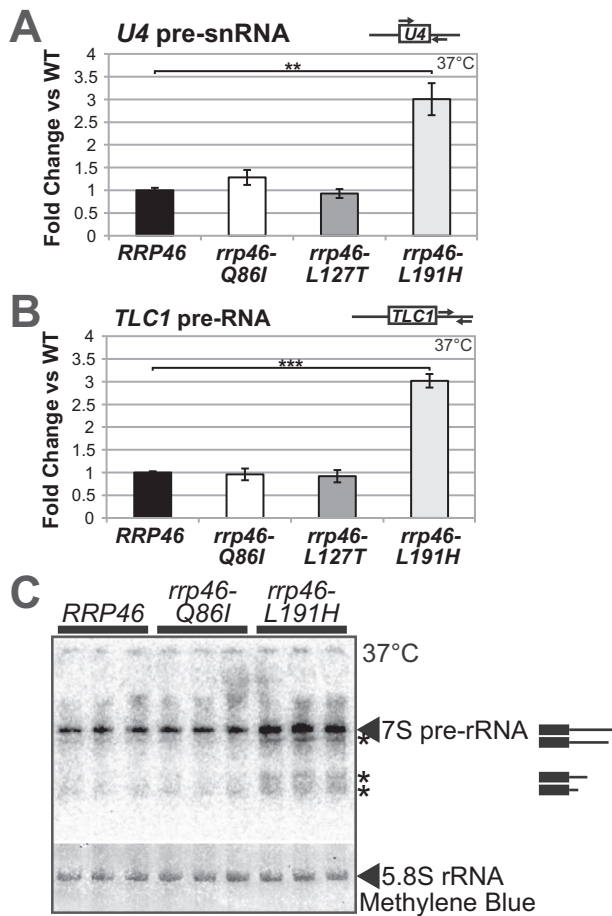 A
U4 pre-snRNA
U4
37°C
**
Fold Change vs WT
4
3.5
3
2.5
2
1.5
1
0.5
0
RRP46
rrp46-
Q86I
rrp46-
L127T
rrp46-
L191H
B
TLC1 pre-RNA
TLC1
37°C
***
Fold Change vs WT
4
3.5
3
2.5
2
1.5
1
0.5
0
RRP46
rrp46-
Q86I
rrp46-
L127T
rrp46-
L191H
C
RRP46
rrp46-
Q86I
rrp46-
L191H
37°C
7S pre-rRNA
*
*
*
5.8S rRNA
Methylene Blue